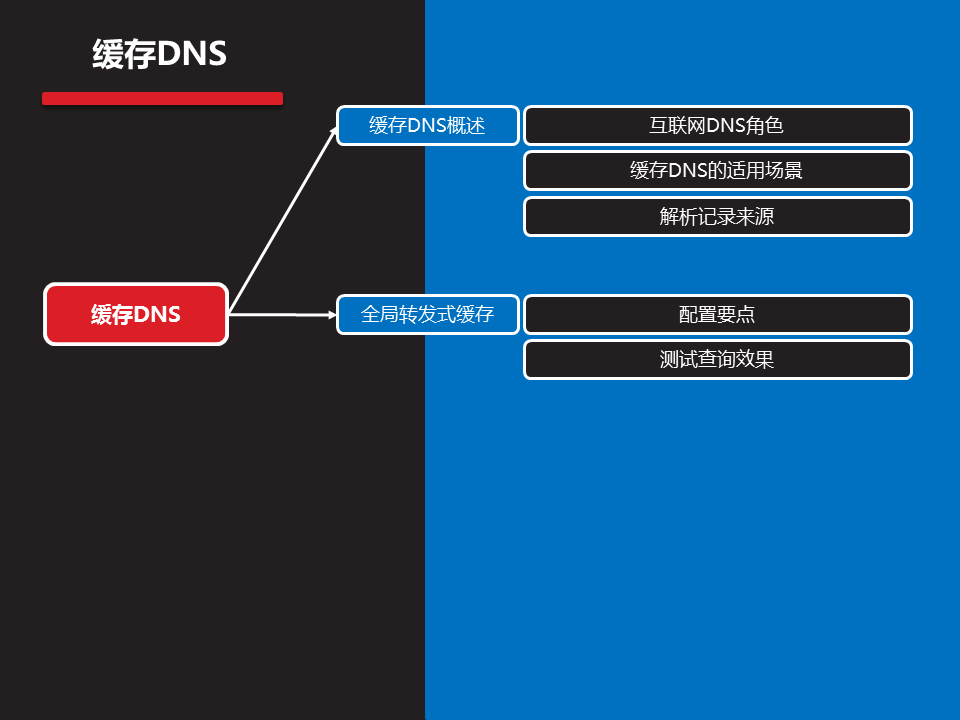 缓存DNS
缓存DNS概述
互联网DNS角色
缓存DNS的适用场景
解析记录来源
缓存DNS
全局转发式缓存
配置要点
测试查询效果